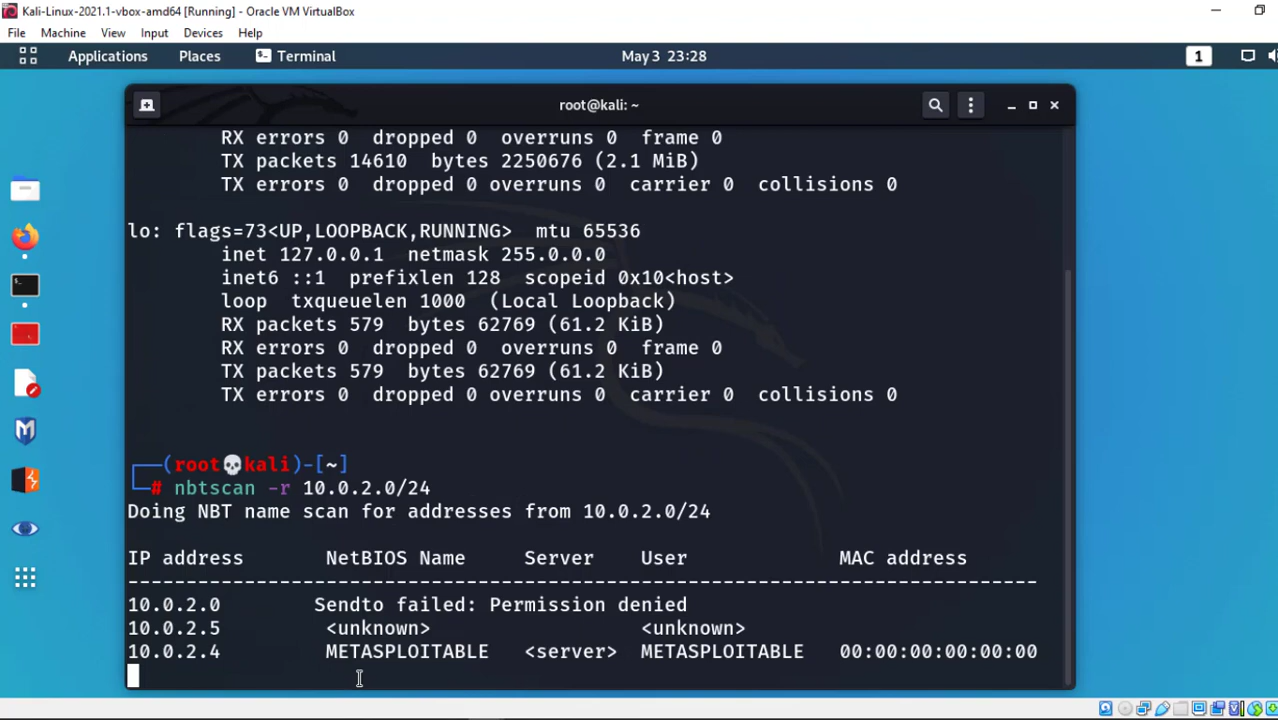 Kali-Linux-2021.1-vbox-amd64 [Running] - Oracle VM VirtualBox
File Machine View Input Devices Help
Applications Places Terminal May 3 23:28 1
root@kali: ~
RX errors 0 dropped 0 overruns 0 frame 0
TX packets 14610 bytes 2250676 (2.1 MiB)
TX errors 0 dropped 0 overruns 0 carrier 0 collisions 0
lo: flags=73<UP,LOOPBACK,RUNNING> mtu 65536
inet 127.0.0.1 netmask 255.0.0.0
inet6 ::1 prefixlen 128 scopeid 0x10<host>
loop txqueuelen 1000 (Local Loopback)
RX packets 579 bytes 62769 (61.2 KiB)
RX errors 0 dropped 0 overruns 0 frame 0
TX packets 579 bytes 62769 (61.2 KiB)
TX errors 0 dropped 0 overruns 0 carrier 0 collisions 0
┌──(root💀kali)-[~]
└─# nbtscan -r 10.0.2.0/24
Doing NBT name scan for addresses from 10.0.2.0/24
IP address NetBIOS Name Server User MAC address
------------------------------------------------------------------------------
10.0.2.0 Sendto failed: Permission denied
10.0.2.5 <unknown> <unknown>
10.0.2.4 METASPLOITABLE <server> METASPLOITABLE 00:00:00:00:00:00